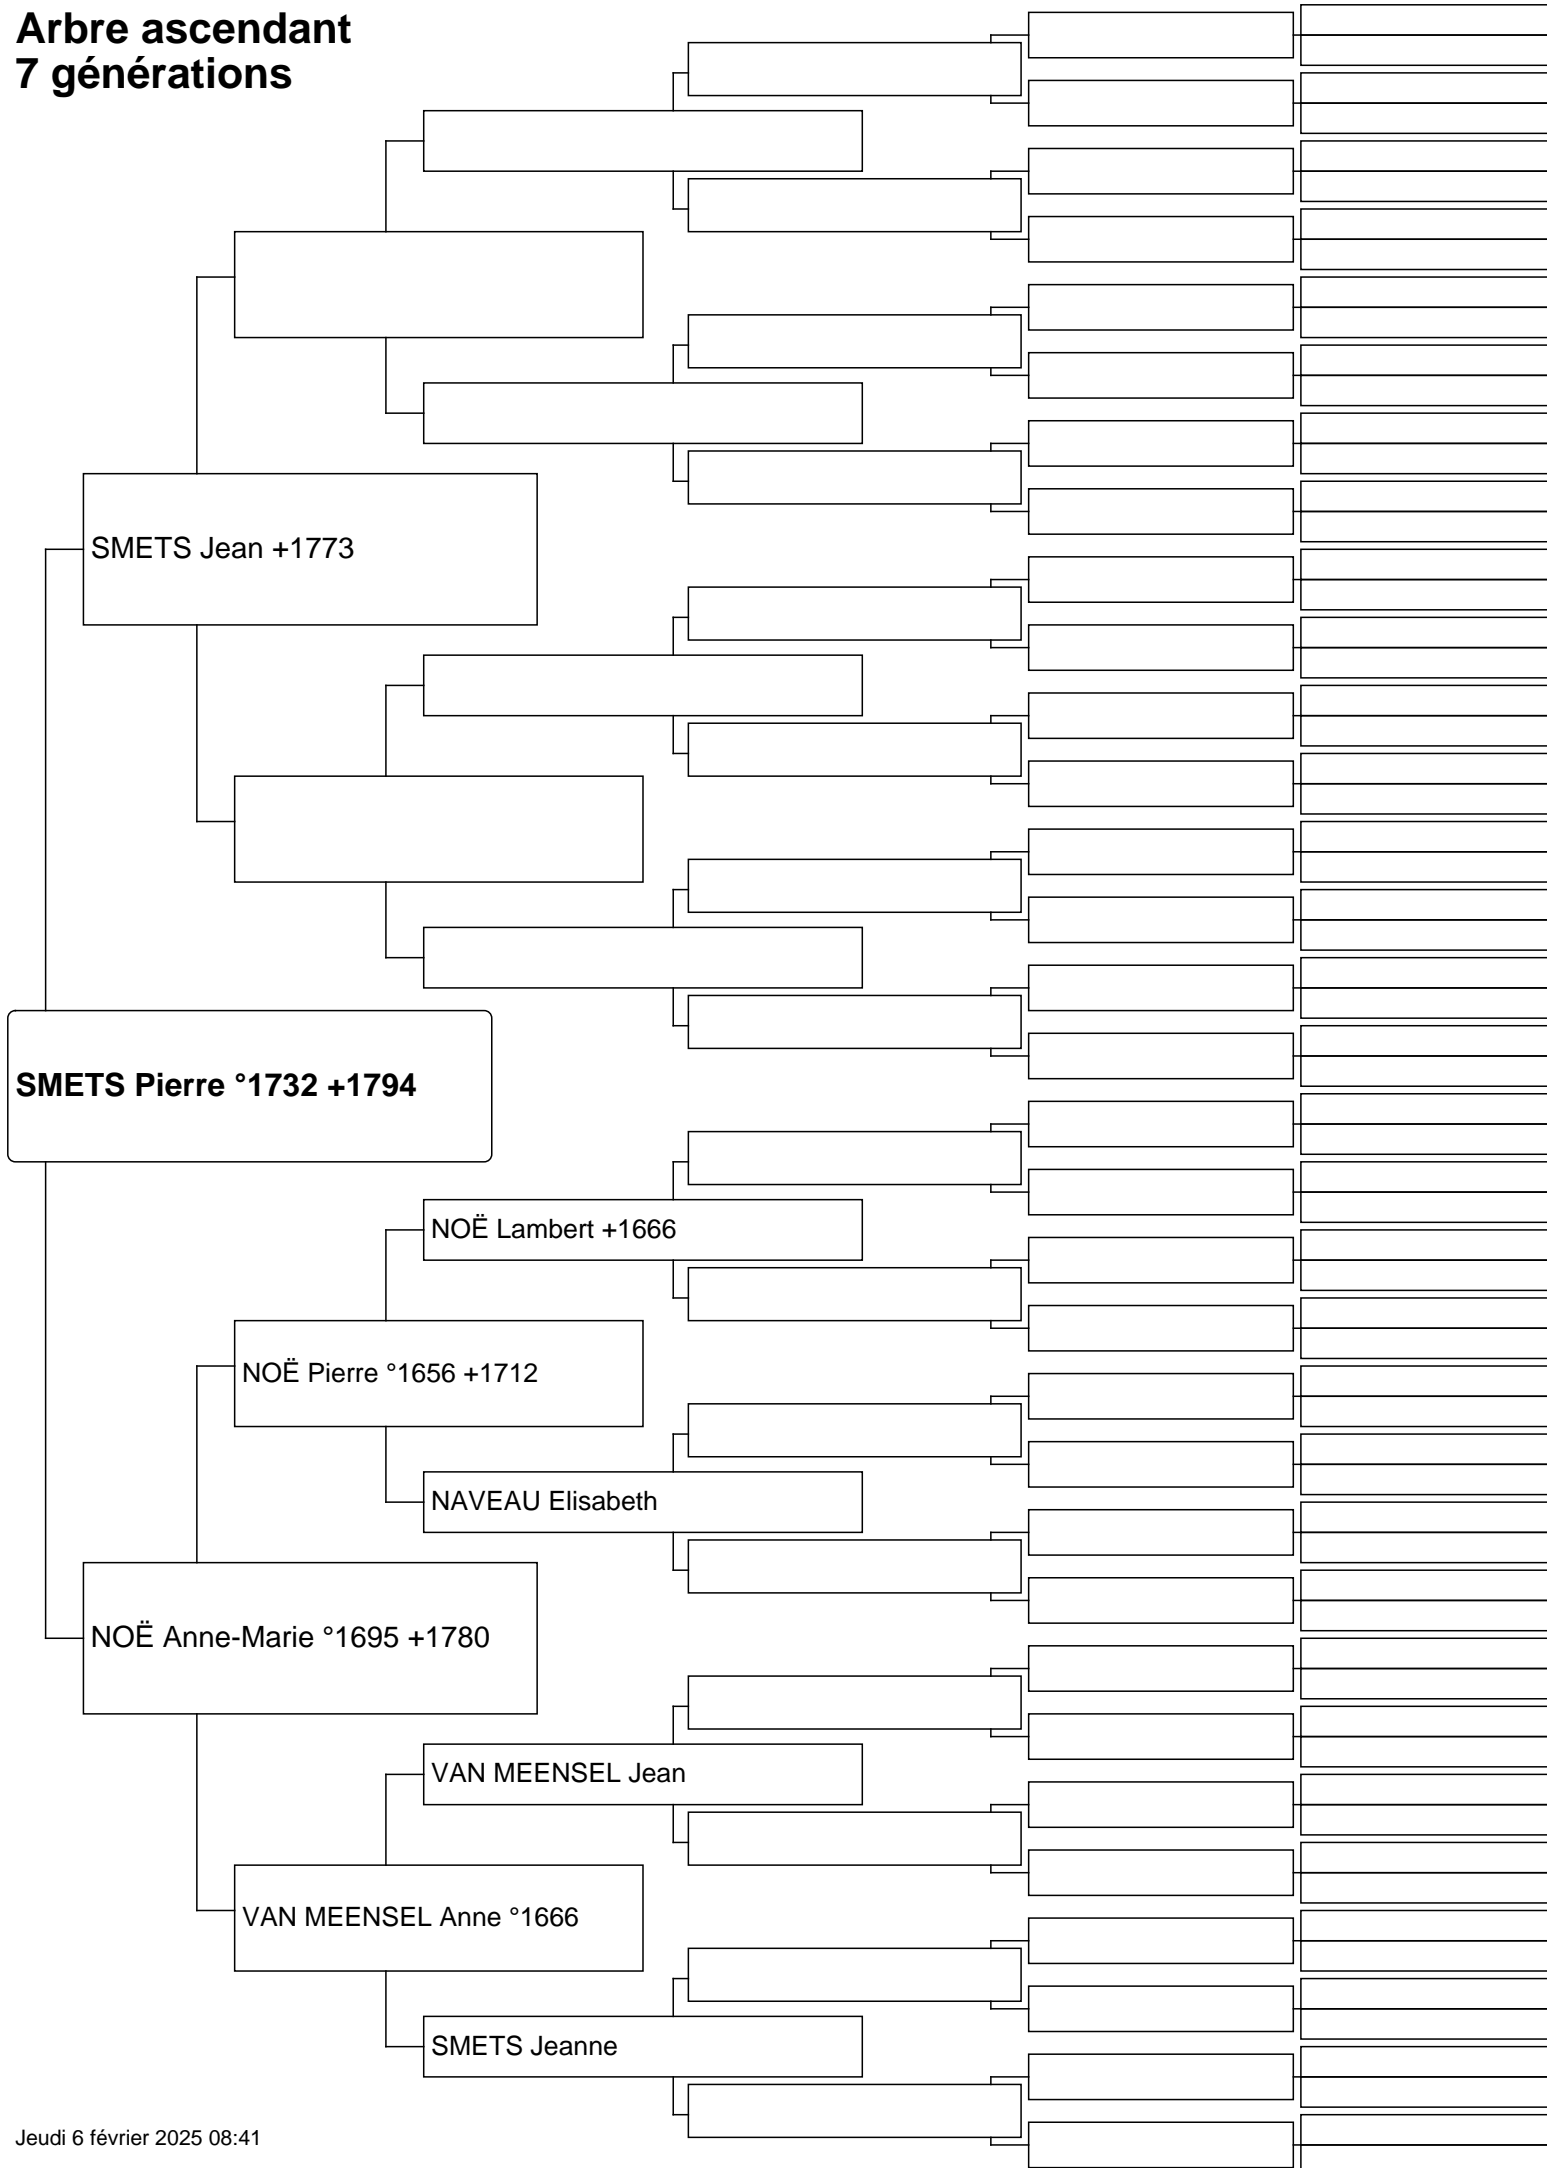 Arbre ascendant
7 générations
SMETS Jean +1773
SMETS Pierre °1732 +1794
NOË Lambert +1666
NOË Pierre °1656 +1712
NAVEAU Elisabeth
NOË Anne-Marie °1695 +1780
VAN MEENSEL Jean
VAN MEENSEL Anne °1666
SMETS Jeanne
Jeudi 6 février 2025 08:41